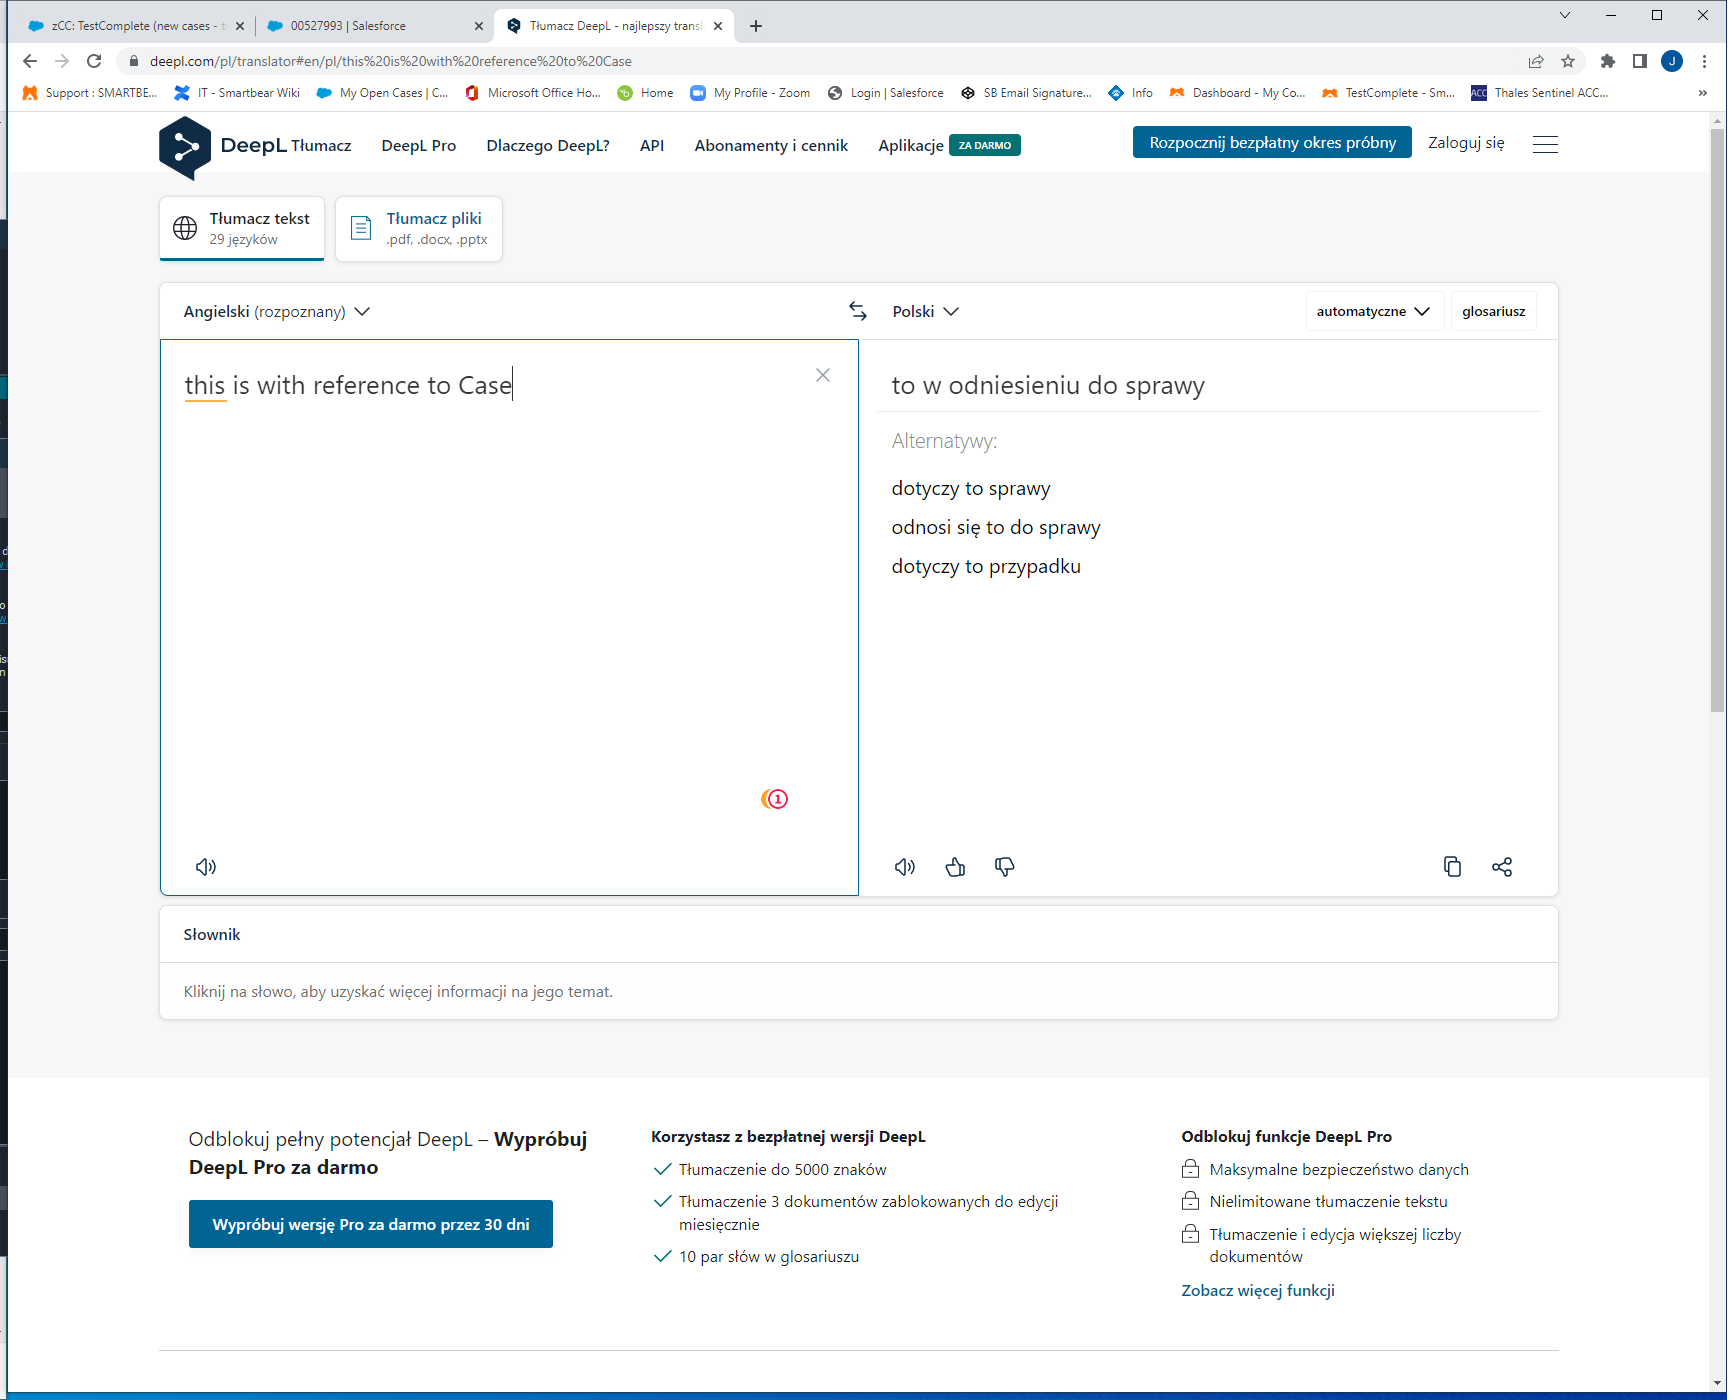 zCC: TestComplete (new cases - t
00527993 | Salesforce
Tłumacz DeepL - najlepszy transl
deepl.com/pl/translator#en/pl/this%20is%20with%20reference%20to%20Case
J
Support : SMARTBE...
IT - Smartbear Wiki
My Open Cases | C...
Microsoft Office Ho...
Home
My Profile - Zoom
Login | Salesforce
SB Email Signature...
Info
Dashboard - My Co...
TestComplete - Sm...
ACC
Thales Sentinel ACC...
DeepL Tłumacz
DeepL Pro
Dlaczego DeepL?
API
Abonamenty i cennik
Aplikacje
ZA DARMO
Rozpocznij bezpłatny okres próbny
Zaloguj się
Tłumacz tekst
29 języków
Tłumacz pliki
.pdf, .docx, .pptx
Angielski (rozpoznany)
Polski
automatyczne
glosariusz
this is with reference to Case
to w odniesieniu do sprawy
Alternatywy:
dotyczy to sprawy
odnosi się to do sprawy
dotyczy to przypadku
1
Słownik
Kliknij na słowo, aby uzyskać więcej informacji na jego temat.
Odblokuj pełny potencjał DeepL – Wypróbuj
DeepL Pro za darmo
Wypróbuj wersję Pro za darmo przez 30 dni
Korzystasz z bezpłatnej wersji DeepL
Tłumaczenie do 5000 znaków
Tłumaczenie 3 dokumentów zablokowanych do edycji
miesięcznie
10 par słów w glosariuszu
Odblokuj funkcje DeepL Pro
Maksymalne bezpieczeństwo danych
Nielimitowane tłumaczenie tekstu
Tłumaczenie i edycja większej liczby
dokumentów
Zobacz więcej funkcji